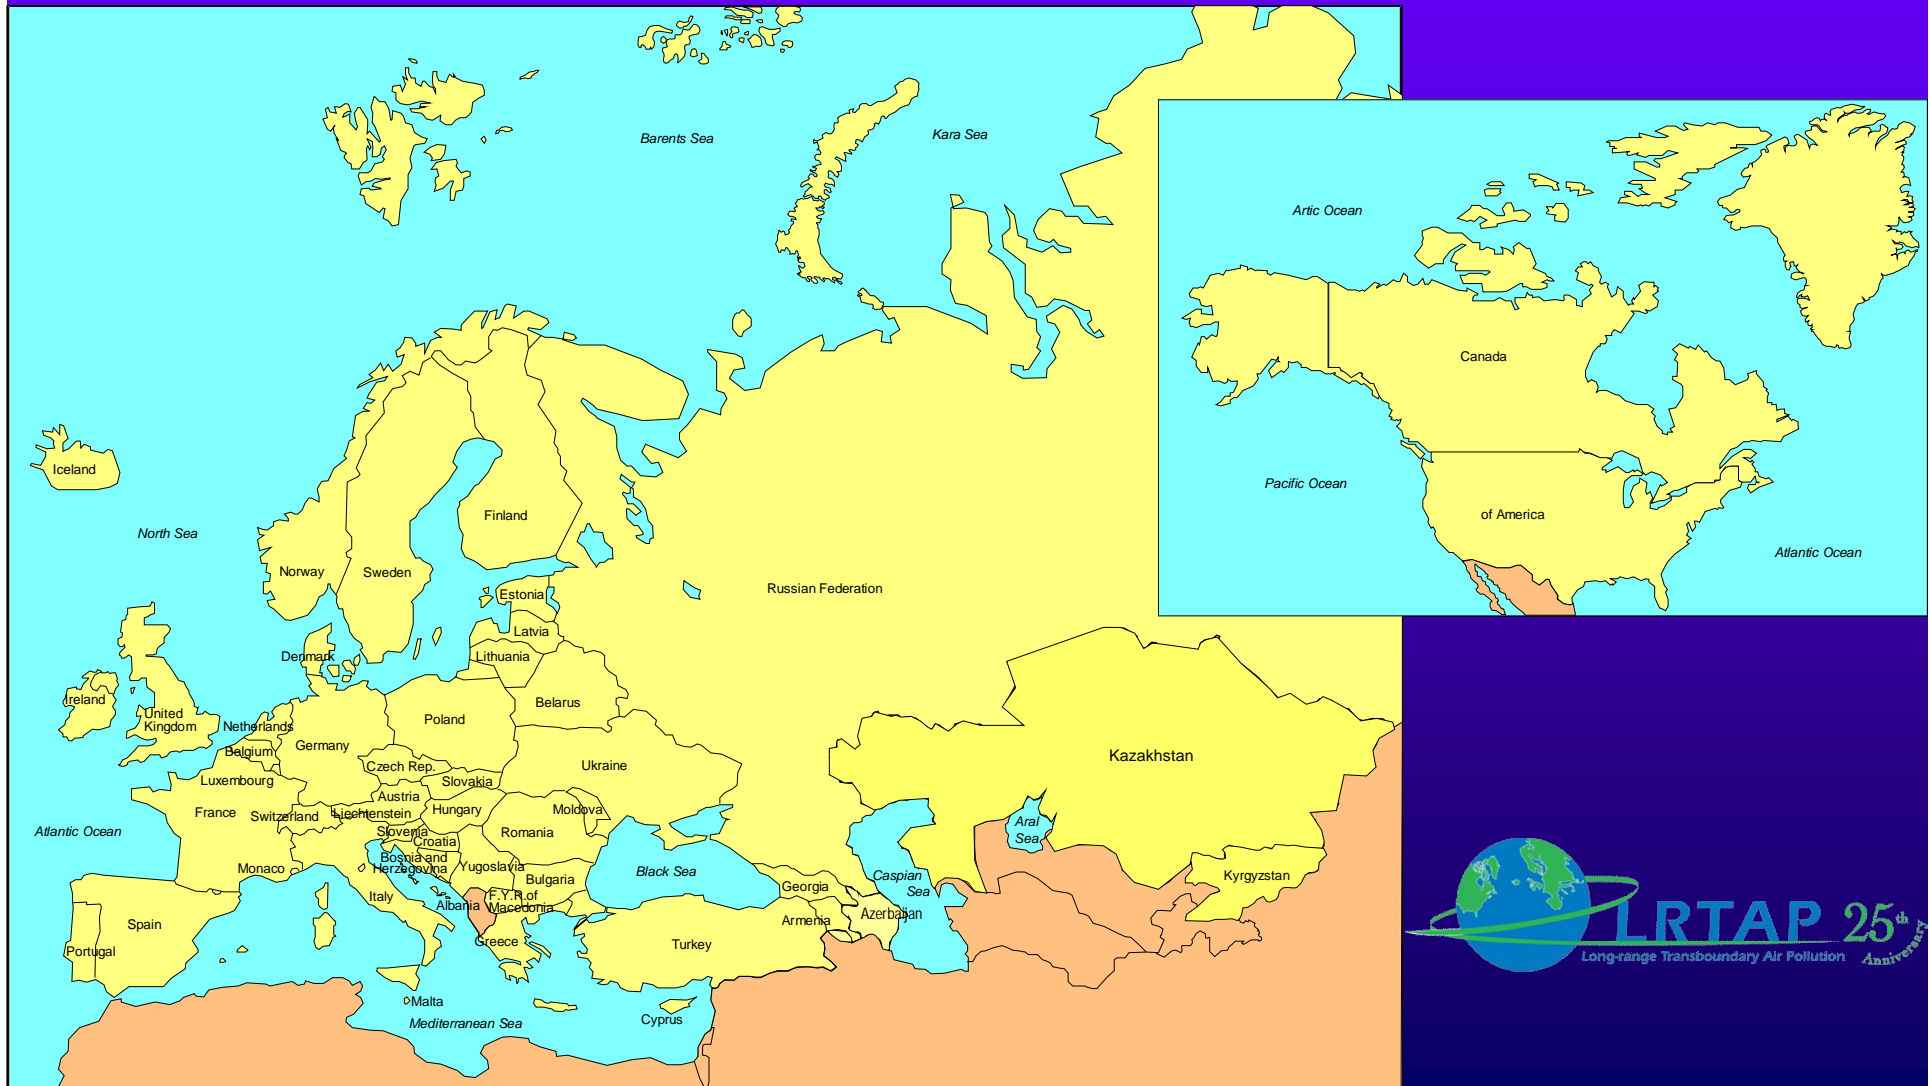 Barents Sea
Kara Sea
Artic Ocean
Canada
Pacific Ocean
of America
Atlantic Ocean
Iceland
North Sea
Finland
Norway
Sweden
Russian Federation
Estonia
Latvia
Denmark
Lithuania
Ireland
United
Kingdom
Belarus
Netherlands
Poland
Germany
Belgium
Czech Rep.
Ukraine
Kazakhstan
Luxembourg
Slovakia
Austria
France
Switzerland
Liechtenstein
Hungary
Moldova
Atlantic Ocean
Slovenia
Croatia
Romania
Aral
Sea
Bosnia and
Herzegovina
Monaco
Yugoslavia
Bulgaria
Black Sea
Georgia
Caspian
Sea
Kyrgyzstan
Italy
Albania
F.Y.R.of
Macedonia
Armenia
Azerbaijan
Spain
Portugal
Greece
Turkey
Malta
Mediterranean Sea
Cyprus
LRTAP
Long-range Transboundary Air Pollution
25th
Anniversary